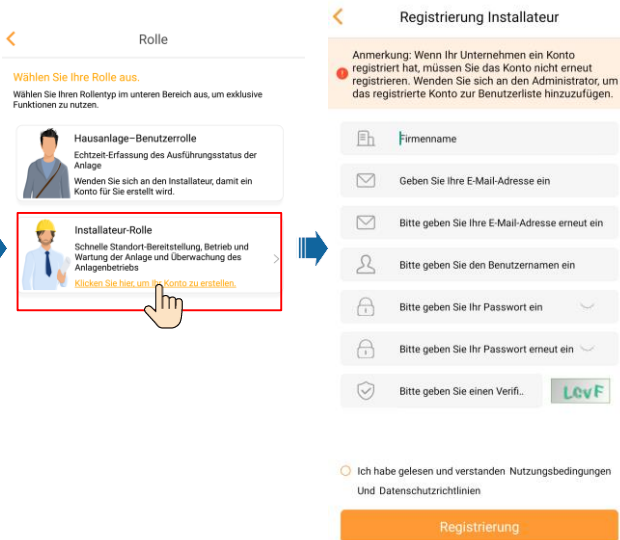 Rolle
Wählen Sie Ihre Rolle aus.
Wählen Sie Ihren Rollentyp im unteren Bereich aus, um exklusive
Funktionen zu nutzen.
Hausanlage–Benutzerrolle
Echtzeit-Erfassung des Ausführungsstatus der
Anlage
Wenden Sie sich an den Installateur, damit ein
Konto für Sie erstellt wird.
Installateur-Rolle
Schnelle Standort-Bereitstellung, Betrieb und
Wartung der Anlage und Überwachung des
Anlagenbetriebs
Klicken Sie hier, um Ihr Konto zu erstellen.
Registrierung Installateur
Anmerkung: Wenn Ihr Unternehmen ein Konto
registriert hat, müssen Sie das Konto nicht erneut
registrieren. Wenden Sie sich an den Administrator, um
das registrierte Konto zur Benutzerliste hinzuzufügen.
Firmenname
Geben Sie Ihre E-Mail-Adresse ein
Bitte geben Sie Ihre E-Mail-Adresse erneut ein
Bitte geben Sie den Benutzernamen ein
Bitte geben Sie Ihr Passwort ein
Bitte geben Sie Ihr Passwort erneut ein
Bitte geben Sie einen Verifi..
LCVF
Ich habe gelesen und verstanden Nutzungsbedingungen
Und Datenschutzrichtlinien
Registrierung